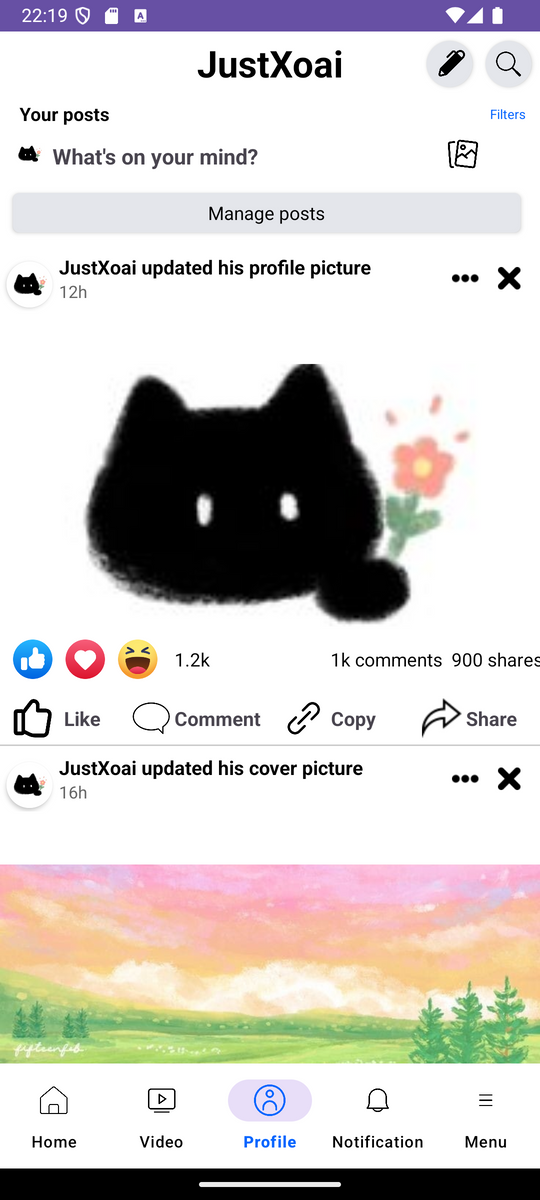 22:19
A
JustXoai
Your posts
Filters
What's on your mind?
Manage posts
JustXoai updated his profile picture
12h
1.2k
1k comments 900 shares
Like
Comment
Copy
Share
JustXoai updated his cover picture
16h
fifteenfeb.
Home
Video
Profile
Notification
Menu